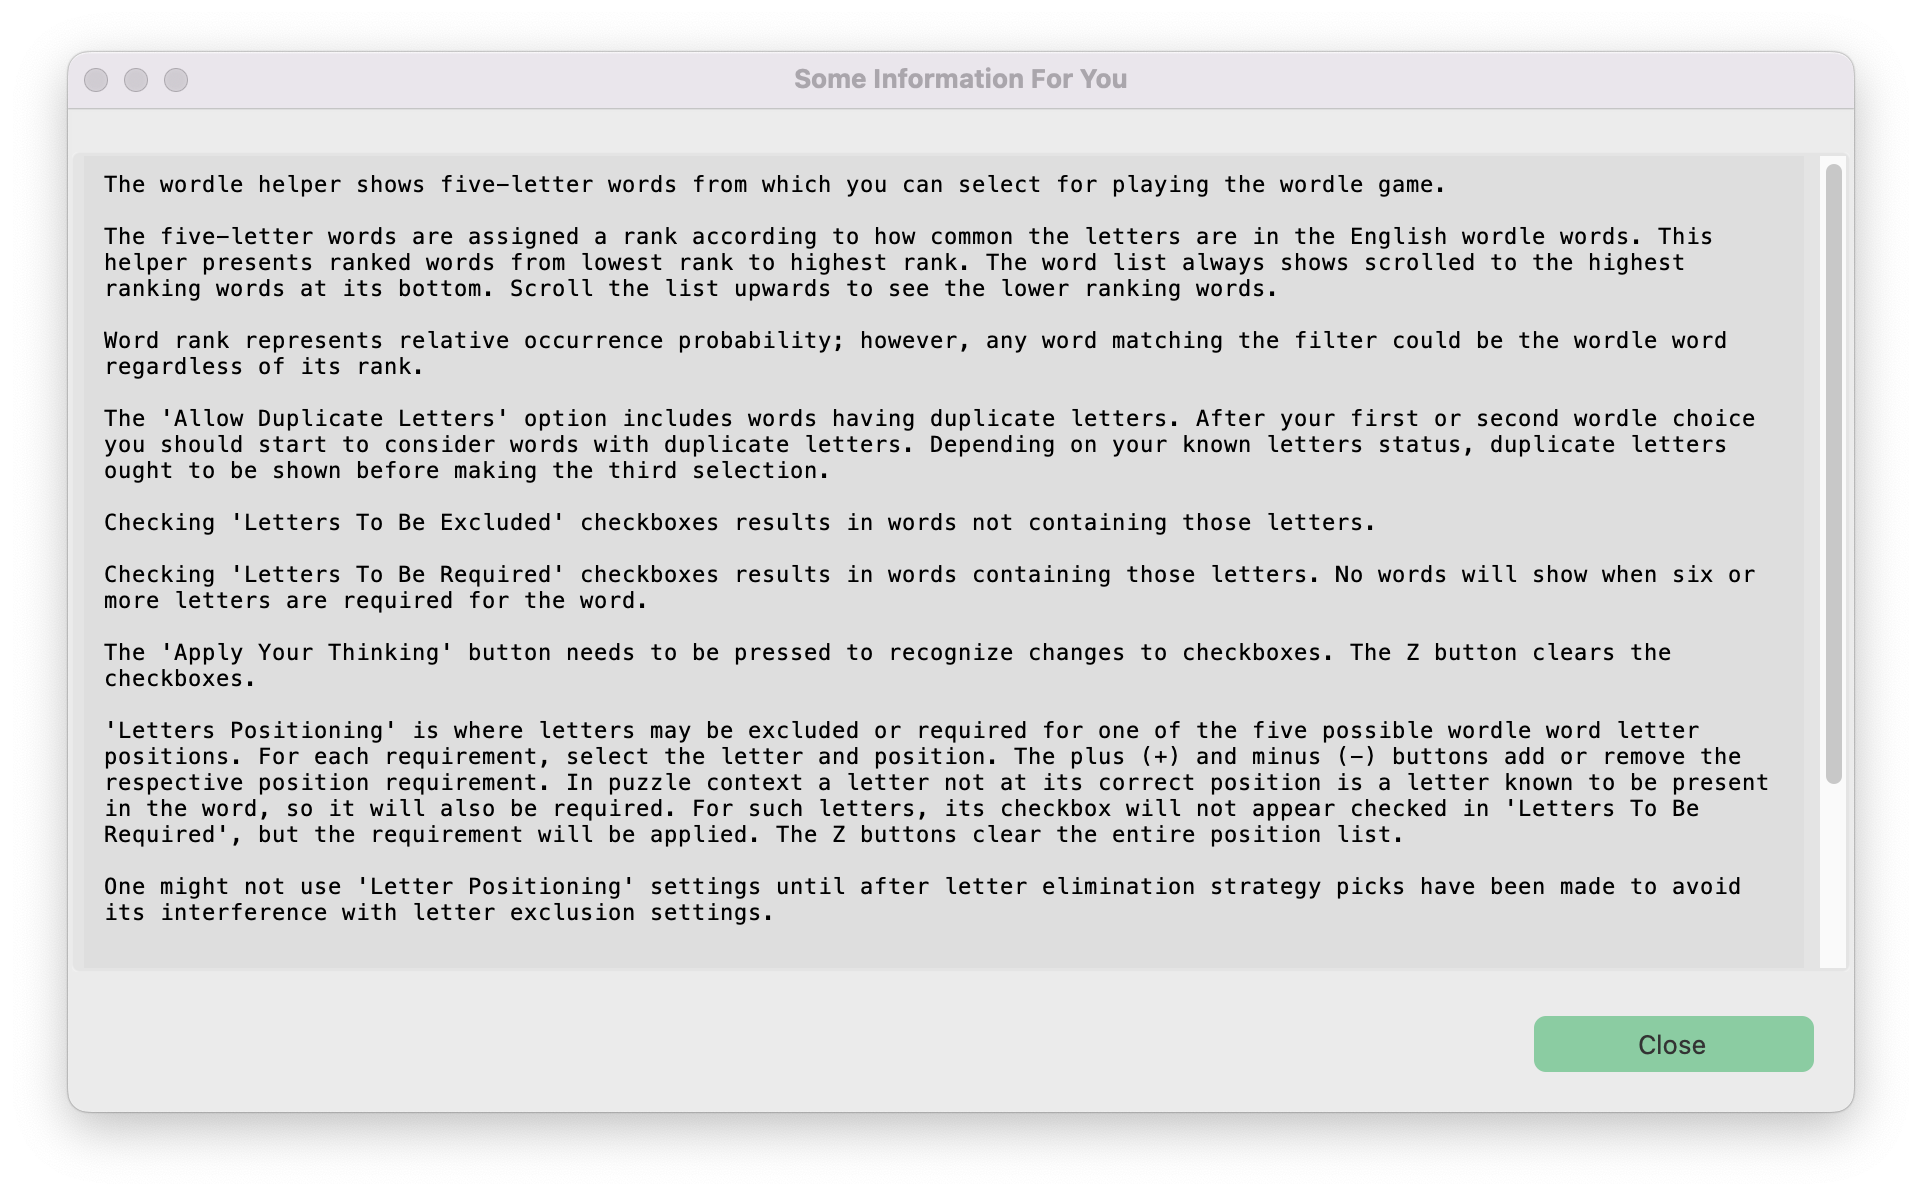 Some Information For You
The wordle helper shows five-letter words from which you can select for playing the wordle game.
The five-letter words are assigned a rank according to how common the letters are in the English wordle words. This
helper presents ranked words from lowest rank to highest rank. The word list always shows scrolled to the highest
ranking words at its bottom. Scroll the list upwards to see the lower ranking words.
Word rank represents relative occurrence probability; however, any word matching the filter could be the wordle word
regardless of its rank.
The 'Allow Duplicate Letters' option includes words having duplicate letters. After your first or second wordle choice
you should start to consider words with duplicate letters. Depending on your known letters status, duplicate letters
ought to be shown before making the third selection.
Checking 'Letters To Be Excluded' checkboxes results in words not containing those letters.
Checking 'Letters To Be Required' checkboxes results in words containing those letters. No words will show when six or
more letters are required for the word.
The 'Apply Your Thinking' button needs to be pressed to recognize changes to checkboxes. The Z button clears the
checkboxes.
'Letters Positioning' is where letters may be excluded or required for one of the five possible wordle word letter
positions. For each requirement, select the letter and position. The plus (+) and minus (-) buttons add or remove the
respective position requirement. In puzzle context a letter not at its correct position is a letter known to be present
in the word, so it will also be required. For such letters, its checkbox will not appear checked in 'Letters To Be
Required', but the requirement will be applied. The Z buttons clear the entire position list.
One might not use 'Letter Positioning' settings until after letter elimination strategy picks have been made to avoid
its interference with letter exclusion settings.
Close